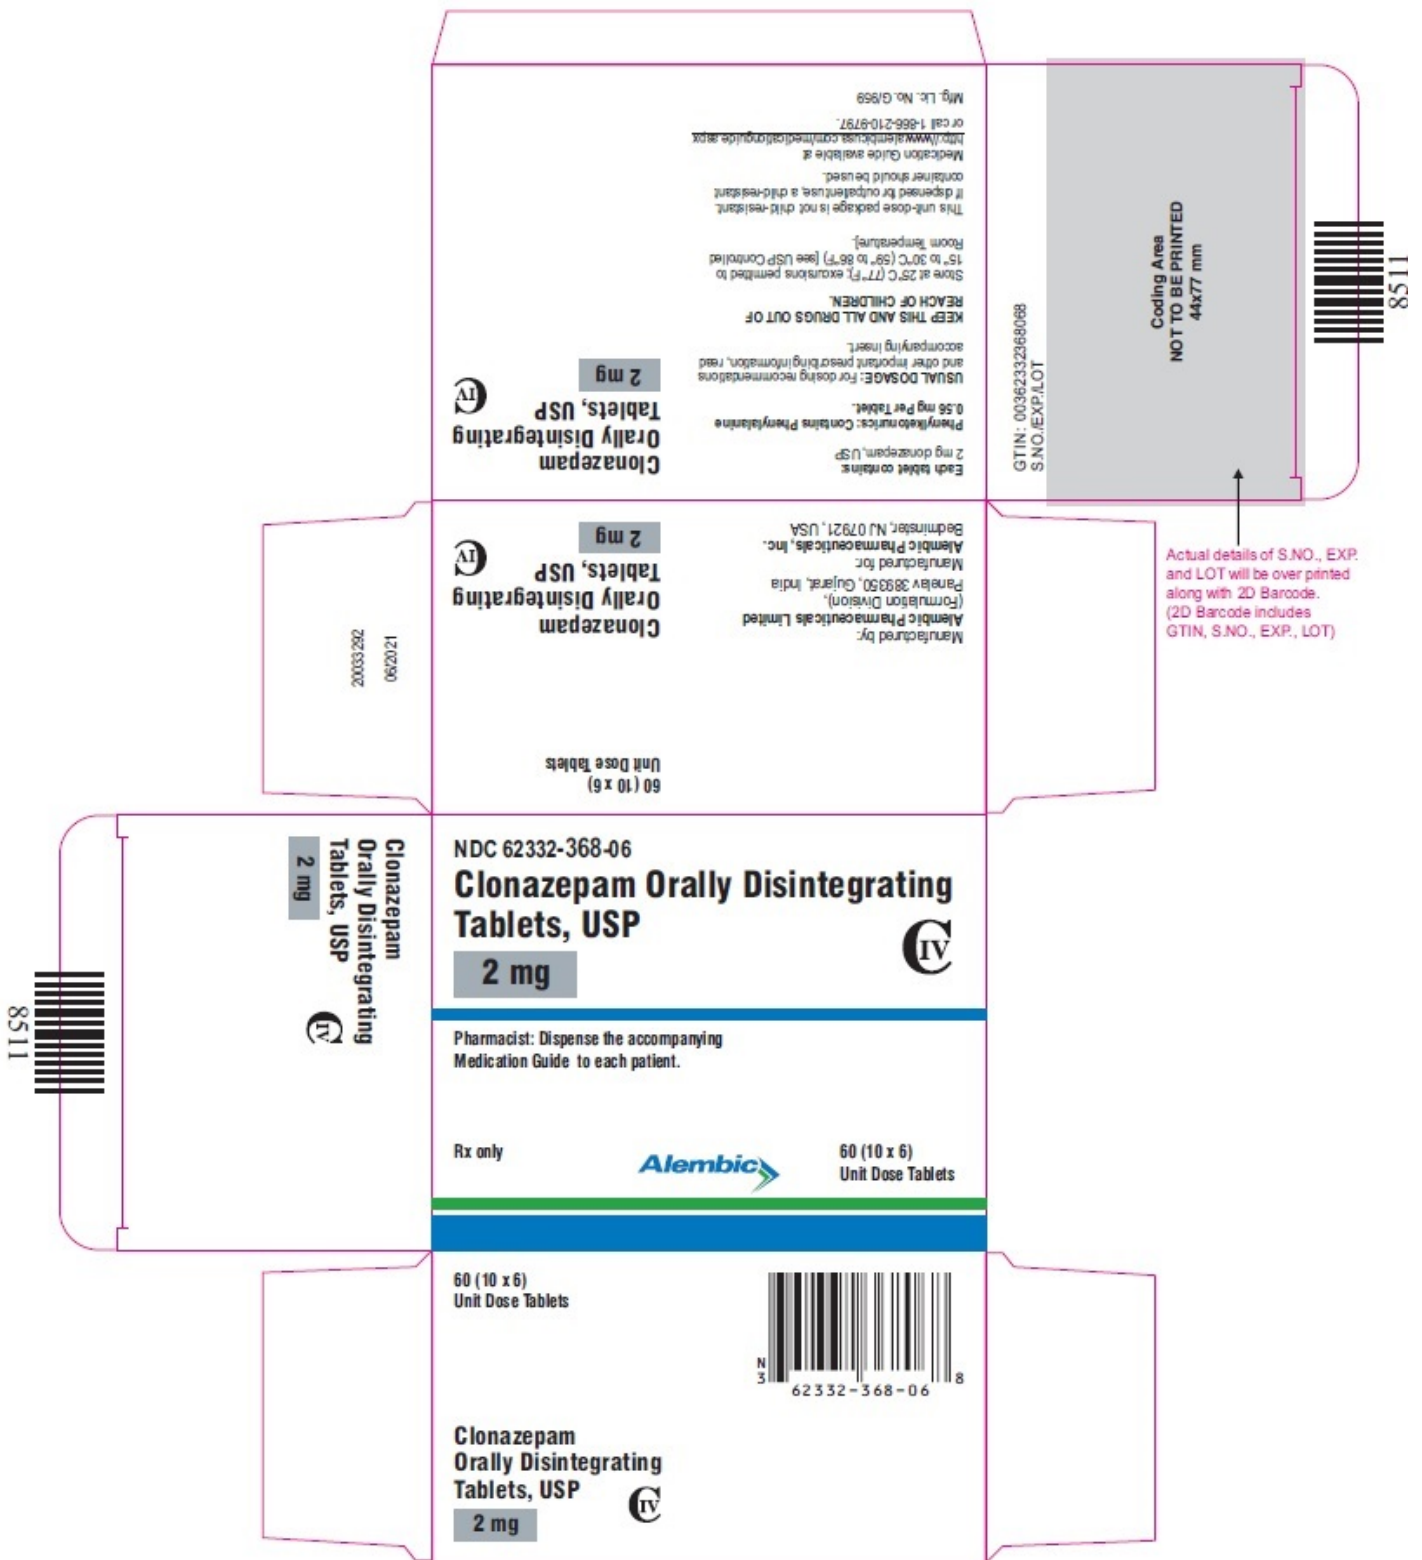 Each tablet contains:
2 mg clonazepam, USP
Phenylketonurics: Contains Phenylalanine
0.56 mg Per Tablet.
USUAL DOSAGE: For dosing recommendations
and other important prescribing information, read
accompanying insert.
KEEP THIS AND ALL DRUGS OUT OF
REACH OF CHILDREN.
Store at 25°C (77°F); excursions permitted to
15° to 30°C (59° to 86°F) [see USP Controlled
Room Temperature].
This unit-dose package is not child-resistant.
If dispensed for outpatient use, a child-resistant
container should be used.
Medication Guide available at
http://www.alembicusa.com/medicationguide.aspx
or call 1-866-210-9797.
Mfg. Lic. No. G/959
Clonazepam
Orally Disintegrating
Tablets, USP
CIV
2 mg
GTIN: 00362332368068
S.NO./EXP./LOT
Coding Area
NOT TO BE PRINTED
44x77 mm
8511
Actual details of S.NO., EXP.
and LOT will be over printed
along with 2D Barcode.
(2D Barcode includes
GTIN, S.NO., EXP., LOT)
Manufactured by:
Alembic Pharmaceuticals Limited
(Formulation Division),
Panelav 389350, Gujarat, India
Manufactured for:
Alembic Pharmaceuticals, Inc.
Bedminster, NJ 07921, USA
Clonazepam
Orally Disintegrating
Tablets, USP
CIV
2 mg
60 (10 x 6)
Unit Dose Tablets
20033292
06/2021
Clonazepam
Orally Disintegrating
Tablets, USP
CIV
2 mg
8511
NDC 62332-368-06
Clonazepam Orally Disintegrating
Tablets, USP
CIV
2 mg
Pharmacist: Dispense the accompanying
Medication Guide to each patient.
Rx only
Alembic
60 (10 x 6)
Unit Dose Tablets
60 (10 x 6)
Unit Dose Tablets
N
3 62332-368-06 8
Clonazepam
Orally Disintegrating
Tablets, USP
CIV
2 mg